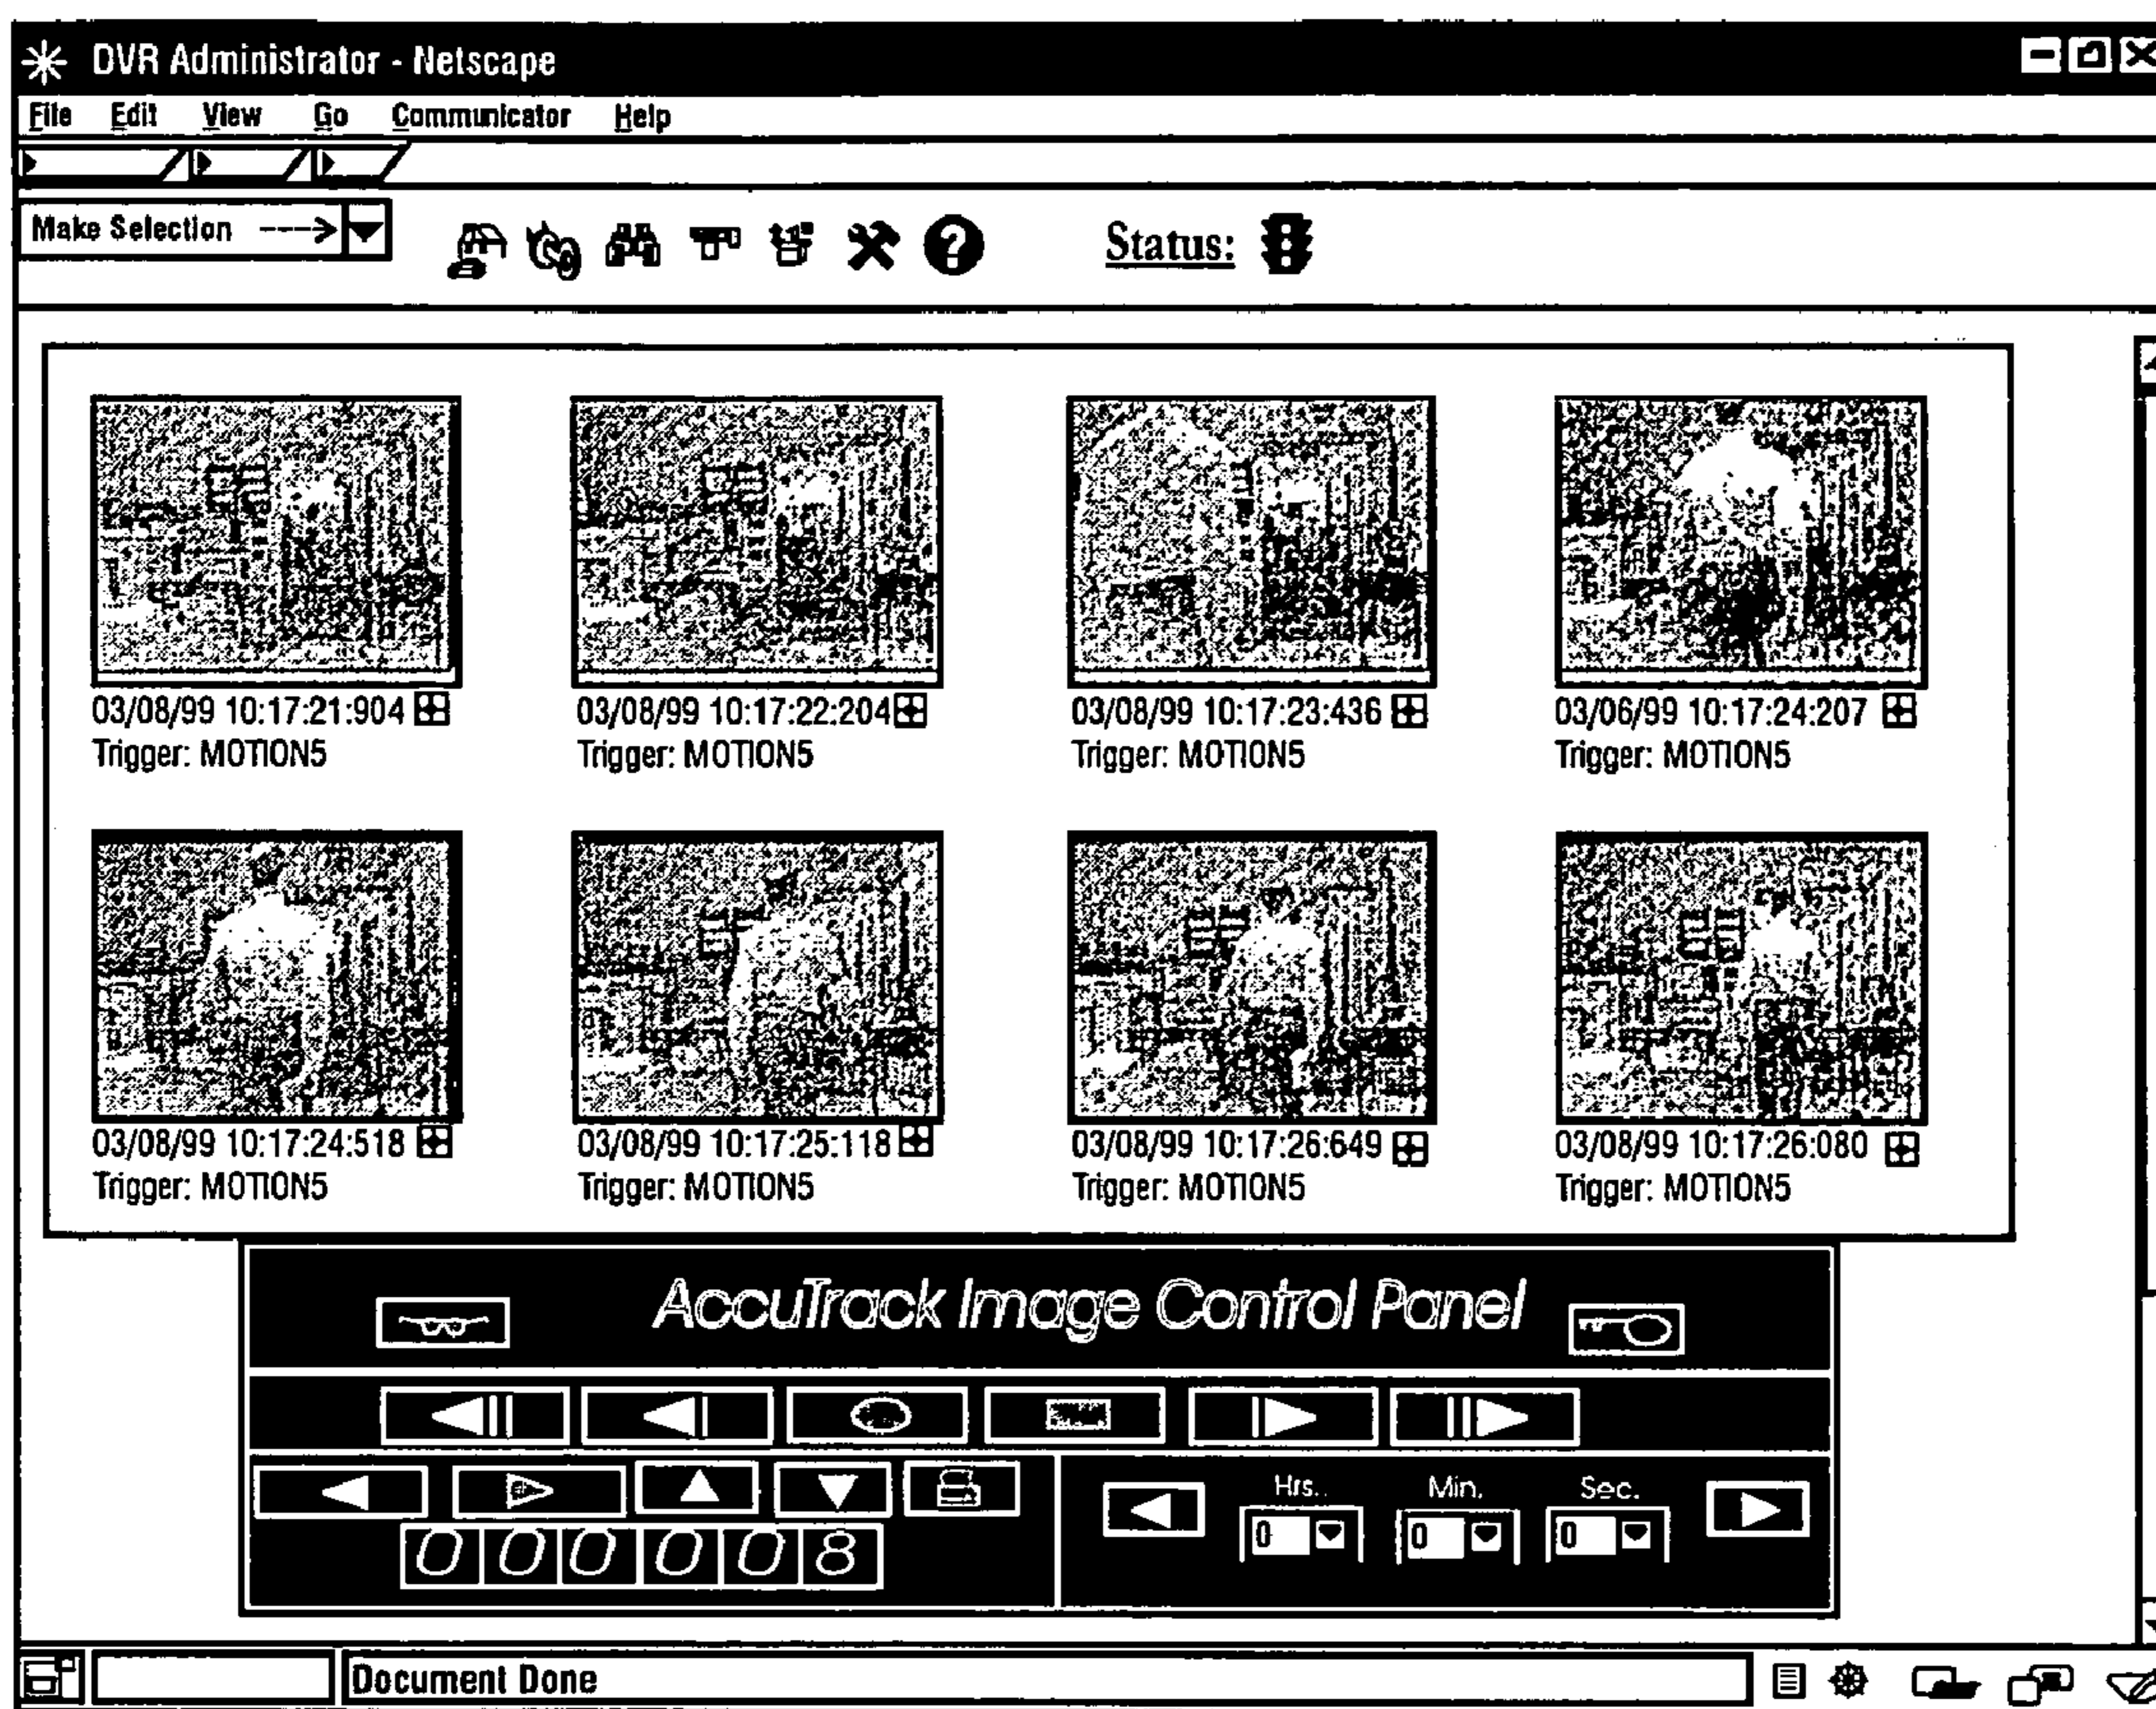 DVR Administrator - Netscape
File Edit View Go Communicator Help
Make Selection ---->
Status:
03/08/99 10:17:21:904
Trigger: MOTION5
03/08/99 10:17:22:204
Trigger: MOTION5
03/08/99 10:17:23:436
Trigger: MOTION5
03/06/99 10:17:24:207
Trigger: MOTION5
03/08/99 10:17:24:518
Trigger: MOTION5
03/08/99 10:17:25:118
Trigger: MOTION5
03/08/99 10:17:26:649
Trigger: MOTION5
03/08/99 10:17:26:080
Trigger: MOTION5
AccuTrack Image Control Panel
Hrs. Min. Sec.
0 0 0
000008
Document Done